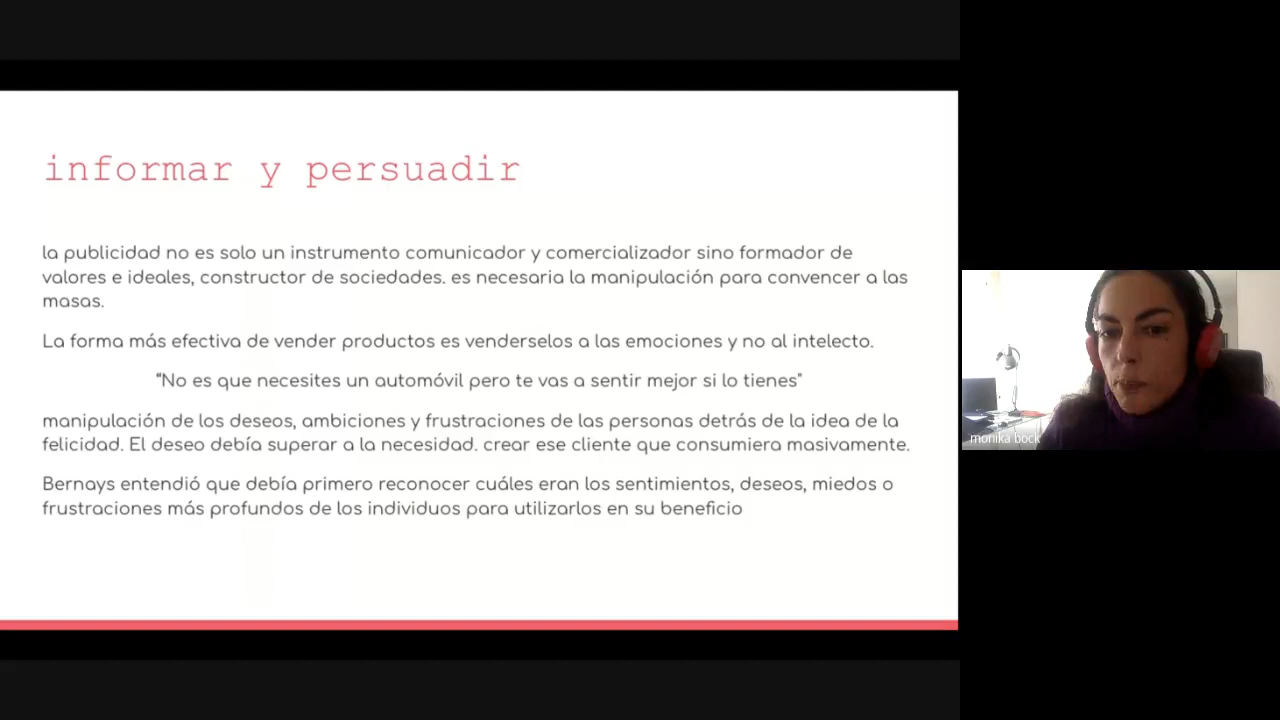 informar y persuadir
la publicidad no es solo un instrumento comunicador y comercializador sino formador de
valores e ideales, constructor de sociedades. es necesaria la manipulación para convencer a las
masas.
La forma más efectiva de vender productos es venderselos a las emociones y no al intelecto.
“No es que necesites un automóvil pero te vas a sentir mejor si lo tienes"
manipulación de los deseos, ambiciones y frustraciones de las personas detrás de la idea de la
felicidad. El deseo debía superar a la necesidad. crear ese cliente que consumiera masivamente.
Bernays entendió que debía primero reconocer cuáles eran los sentimientos, deseos, miedos o
frustraciones más profundos de los individuos para utilizarlos en su beneficio
monika bock